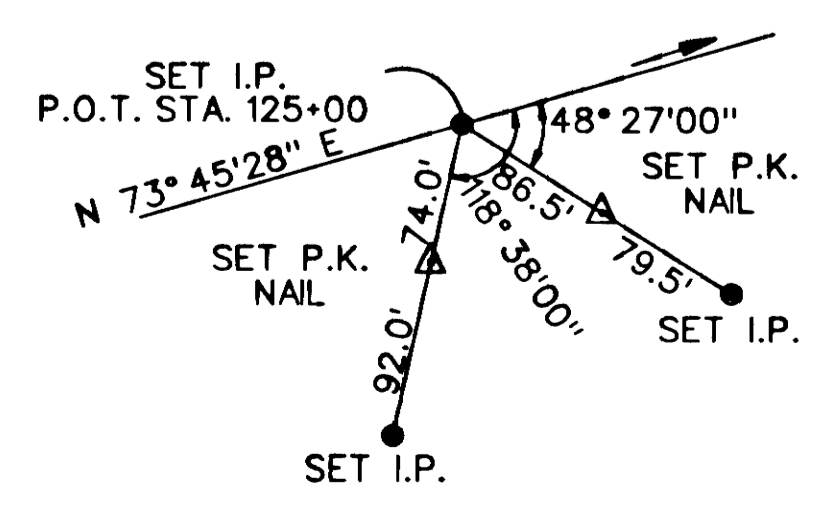 SET I.P.
P.O.T. STA. 125+00
N 73° 45'28" E
48° 27'00"
SET P.K.
NAIL
86.5'
79.5'
SET I.P.
118° 38'00"
74.0'
SET P.K.
NAIL
92.0'
SET I.P.